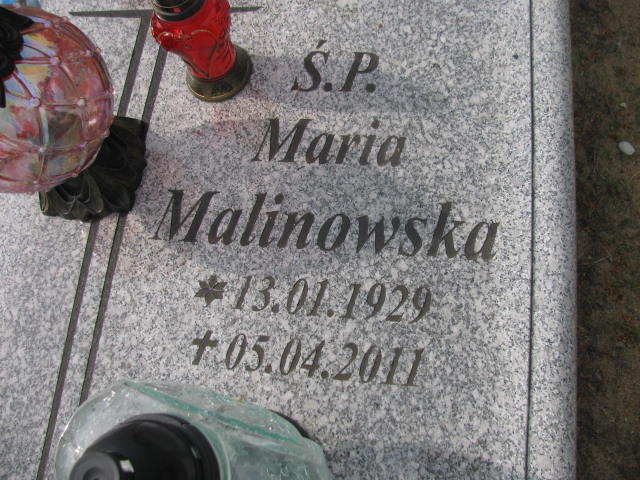 Ś.P.
Maria
Malinowska
* 13.01.1929
✝ 05.04.2011